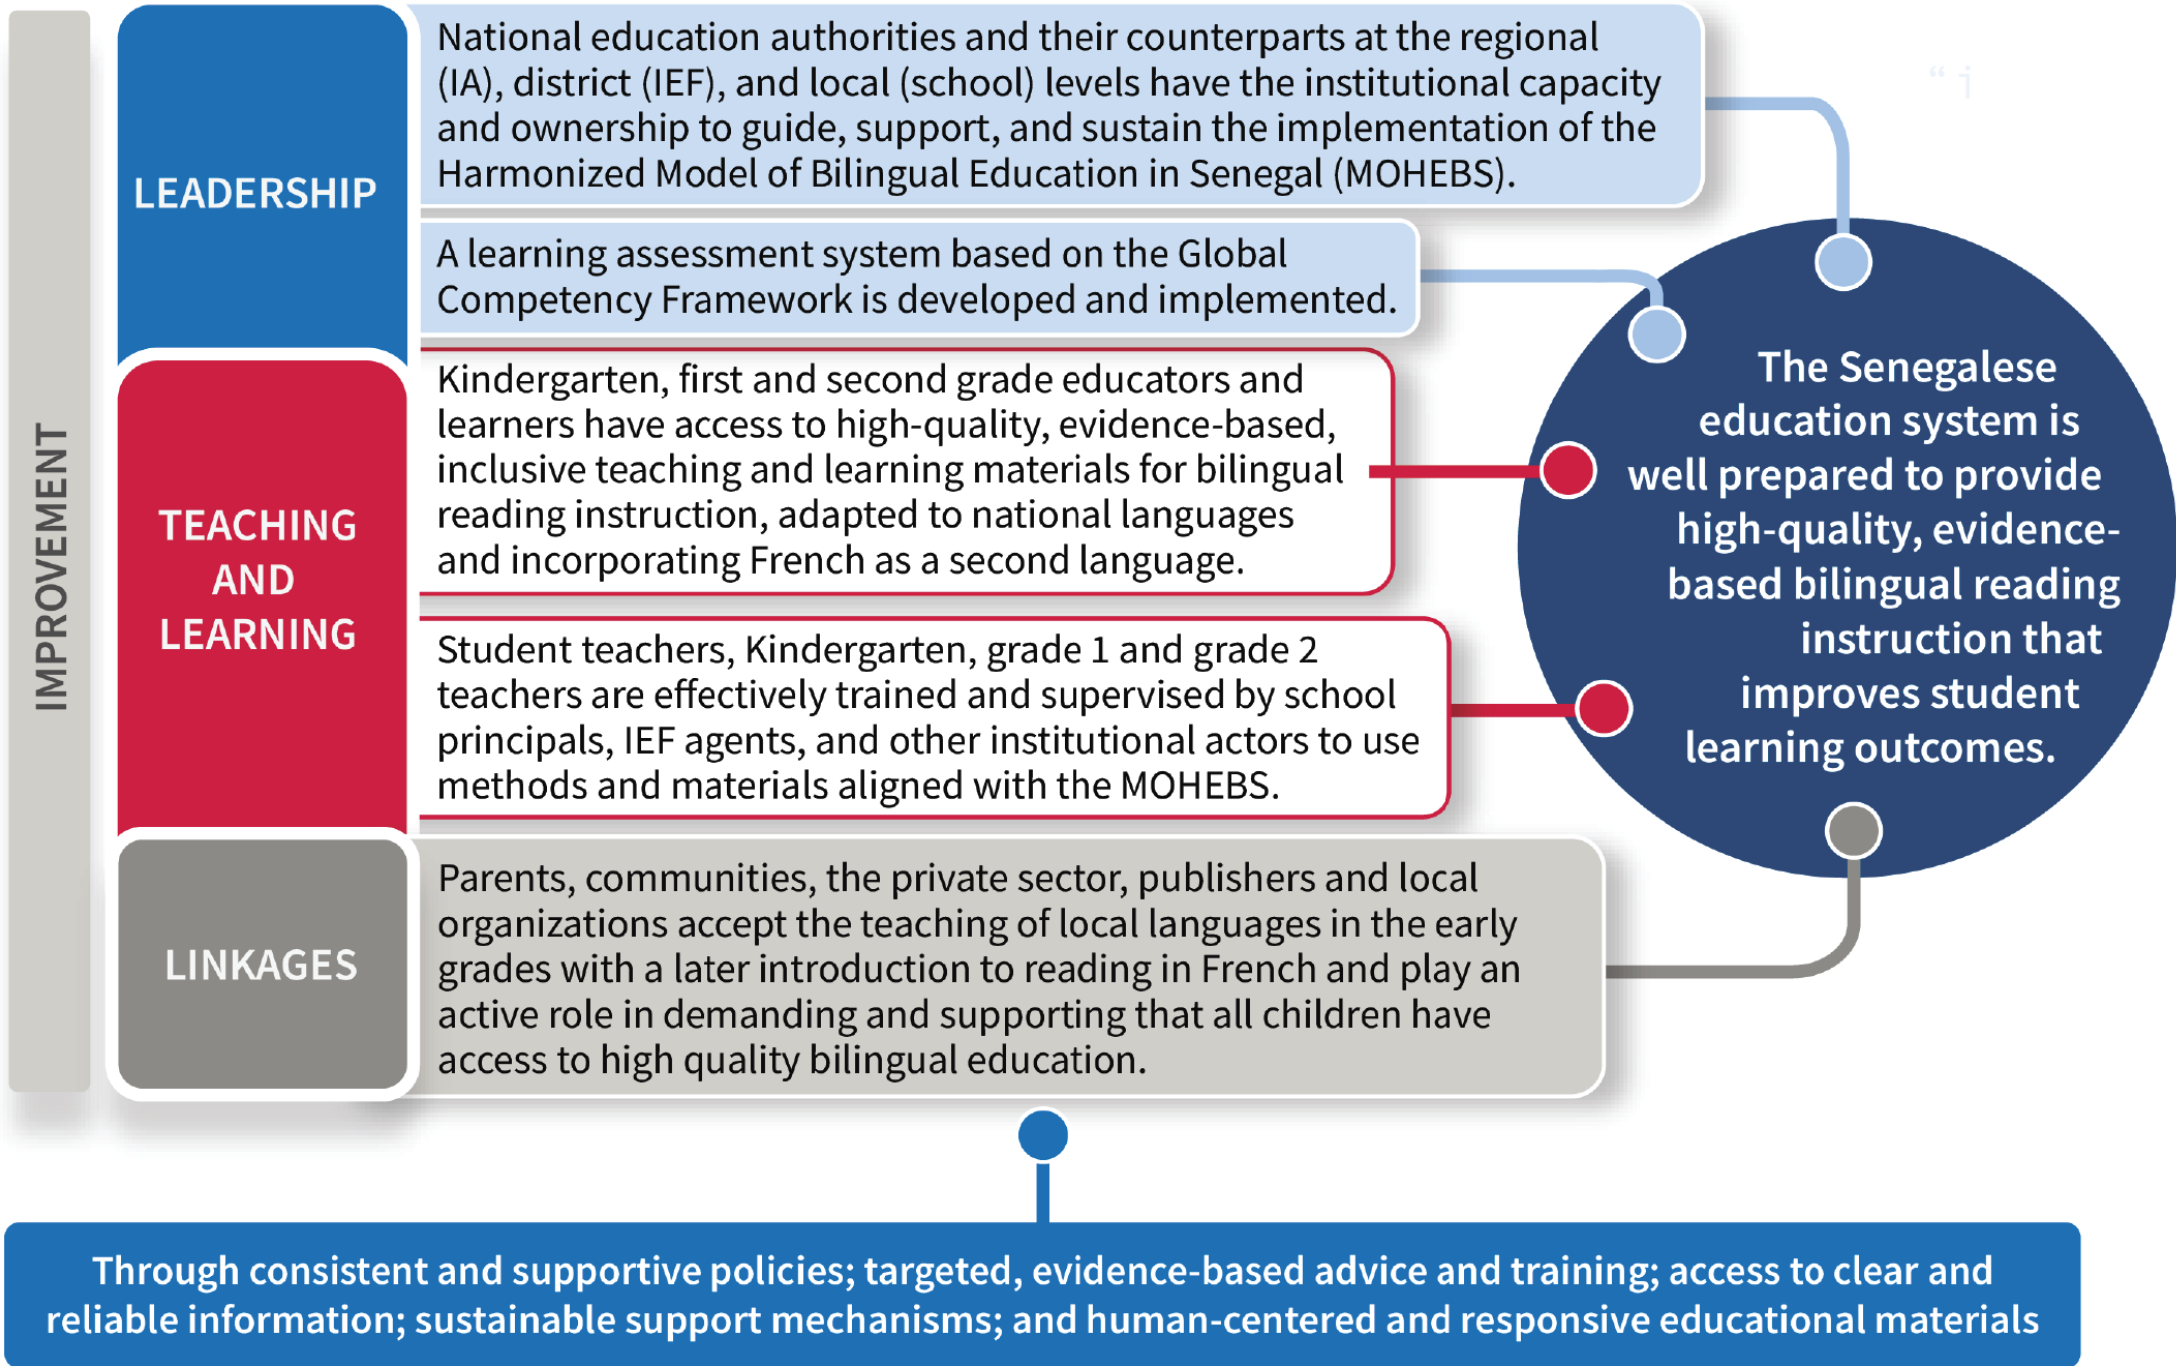 IMPROVEMENT
LEADERSHIP
National education authorities and their counterparts at the regional
(IA), district (IEF), and local (school) levels have the institutional capacity
and ownership to guide, support, and sustain the implementation of the
Harmonized Model of Bilingual Education in Senegal (MOHEBS).
A learning assessment system based on the Global
Competency Framework is developed and implemented.
TEACHING
AND
LEARNING
Kindergarten, first and second grade educators and
learners have access to high-quality, evidence-based,
inclusive teaching and learning materials for bilingual
reading instruction, adapted to national languages
and incorporating French as a second language.
Student teachers, Kindergarten, grade 1 and grade 2
teachers are effectively trained and supervised by school
principals, IEF agents, and other institutional actors to use
methods and materials aligned with the MOHEBS.
LINKAGES
Parents, communities, the private sector, publishers and local
organizations accept the teaching of local languages in the early
grades with a later introduction to reading in French and play an
active role in demanding and supporting that all children have
access to high quality bilingual education.
“ i
The Senegalese
education system is
well prepared to provide
high-quality, evidence-
based bilingual reading
instruction that
improves student
learning outcomes.
Through consistent and supportive policies; targeted, evidence-based advice and training; access to clear and
reliable information; sustainable support mechanisms; and human-centered and responsive educational materials